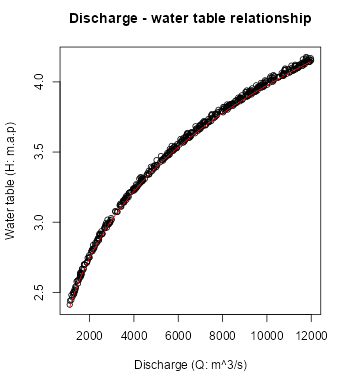 Discharge - water table relationship
Water table (H: m.a.p)
4.0
3.5
3.0
2.5
2000 4000 6000 8000 10000 12000
Discharge (Q: m^3/s)